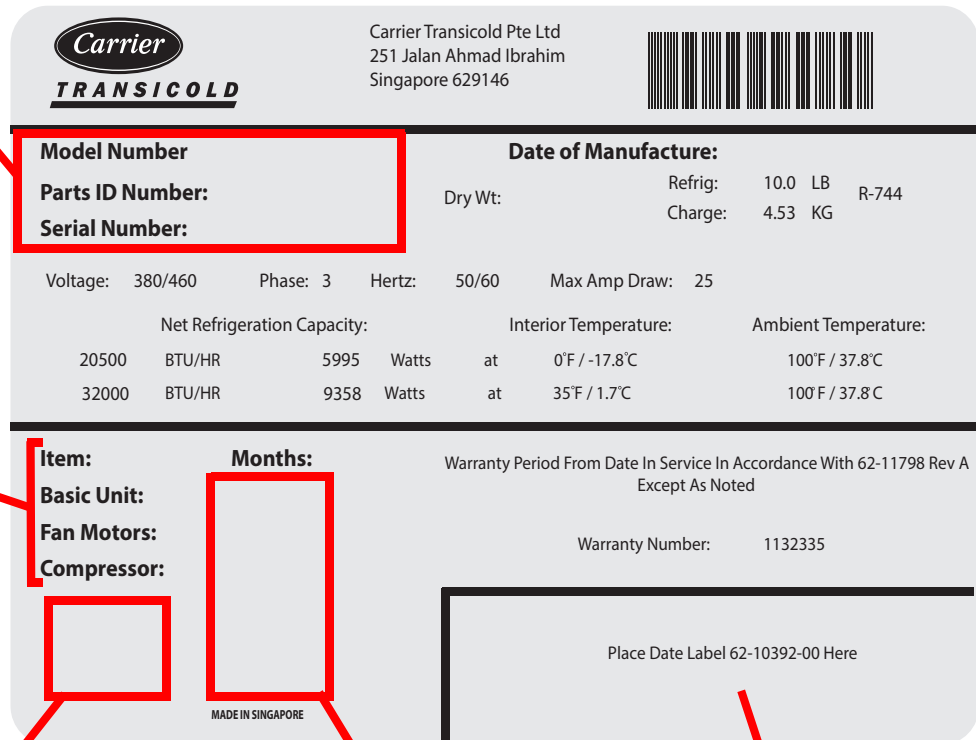 Carrier
TRANSICOLD
Carrier Transicold Pte Ltd
251 Jalan Ahmad Ibrahim
Singapore 629146
Model Number
Parts ID Number:
Serial Number:
Date of Manufacture:
Dry Wt:
Refrig: 10.0 LB
Charge: 4.53 KG
R-744
Voltage: 380/460 Phase: 3 Hertz: 50/60 Max Amp Draw: 25
Net Refrigeration Capacity: Interior Temperature: Ambient Temperature:
20500 BTU/HR 5995 Watts at 0°F / -17.8°C 100°F / 37.8°C
32000 BTU/HR 9358 Watts at 35°F / 1.7°C 100°F / 37.8°C
Item: Months:
Basic Unit:
Fan Motors:
Compressor:
MADE IN SINGAPORE
Warranty Period From Date In Service In Accordance With 62-11798 Rev A
Except As Noted
Warranty Number: 1132335
Place Date Label 62-10392-00 Here